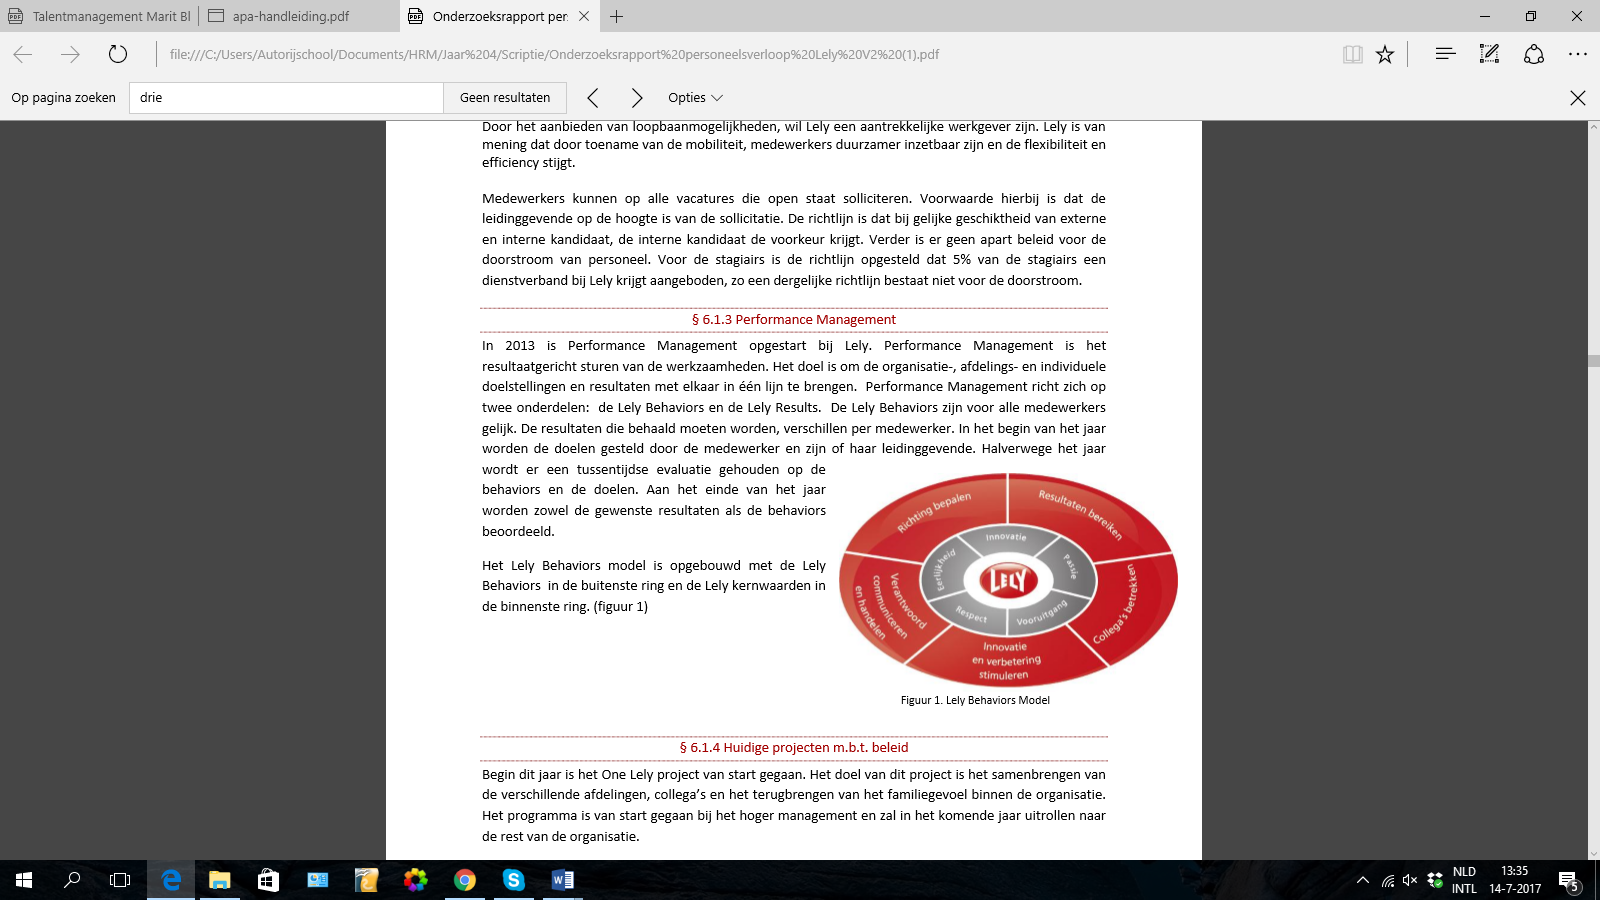 Talentmanagement Marit Bl
apa-handleiding.pdf
Onderzoeksrapport per
file:///C:/Users/Autorijschool/Documents/HRM/Jaar%204/Scriptie/Onderzoeksrapport%20personeelsverloop%20Lely%20V2%20(1).pdf
Op pagina zoeken
drie
Geen resultaten
Opties
Door het aanbieden van loopbaanmogelijkheden, wil Lely een aantrekkelijke werkgever zijn. Lely is van
mening dat door toename van de mobiliteit, medewerkers duurzamer inzetbaar zijn en de flexibiliteit en
efficiency stijgt.
Medewerkers kunnen op alle vacatures die open staat solliciteren. Voorwaarde hierbij is dat de
leidinggevende op de hoogte is van de sollicitatie. De richtlijn is dat bij gelijke geschiktheid van externe
en interne kandidaat, de interne kandidaat de voorkeur krijgt. Verder is er geen apart beleid voor de
doorstroom van personeel. Voor de stagiairs is de richtlijn opgesteld dat 5% van de stagiairs een
dienstverband bij Lely krijgt aangeboden, zo een dergelijke richtlijn bestaat niet voor de doorstroom.
§ 6.1.3 Performance Management
In 2013 is Performance Management opgestart bij Lely. Performance Management is het
resultaatgericht sturen van de werkzaamheden. Het doel is om de organisatie-, afdelings- en individuele
doelstellingen en resultaten met elkaar in één lijn te brengen. Performance Management richt zich op
twee onderdelen: de Lely Behaviors en de Lely Results. De Lely Behaviors zijn voor alle medewerkers
gelijk. De resultaten die behaald moeten worden, verschillen per medewerker. In het begin van het jaar
worden de doelen gesteld door de medewerker en zijn of haar leidinggevende. Halverwege het jaar
wordt er een tussentijdse evaluatie gehouden op de
behaviors en de doelen. Aan het einde van het jaar
worden zowel de gewenste resultaten als de behaviors
beoordeeld.
Het Lely Behaviors model is opgebouwd met de Lely
Behaviors in de buitenste ring en de Lely kernwaarden in
de binnenste ring. (figuur 1)
Richting bepalen
Resultaten bereiken
Collega's betrekken
Innovatie
en verbetering
stimuleren
Verantwoord
communiceren
en handelen
Innovatie
Passie
Vooruitgang
Respect
Eerlijkheid
LELY
Figuur 1. Lely Behaviors Model
§ 6.1.4 Huidige projecten m.b.t. beleid
Begin dit jaar is het One Lely project van start gegaan. Het doel van dit project is het samenbrengen van
de verschillende afdelingen, collega's en het terugbrengen van het familiegevoel binnen de organisatie.
Het programma is van start gegaan bij het hoger management en zal in het komende jaar uitrollen naar
de rest van de organisatie.
NLD
INTL
13:35
14-7-2017
5